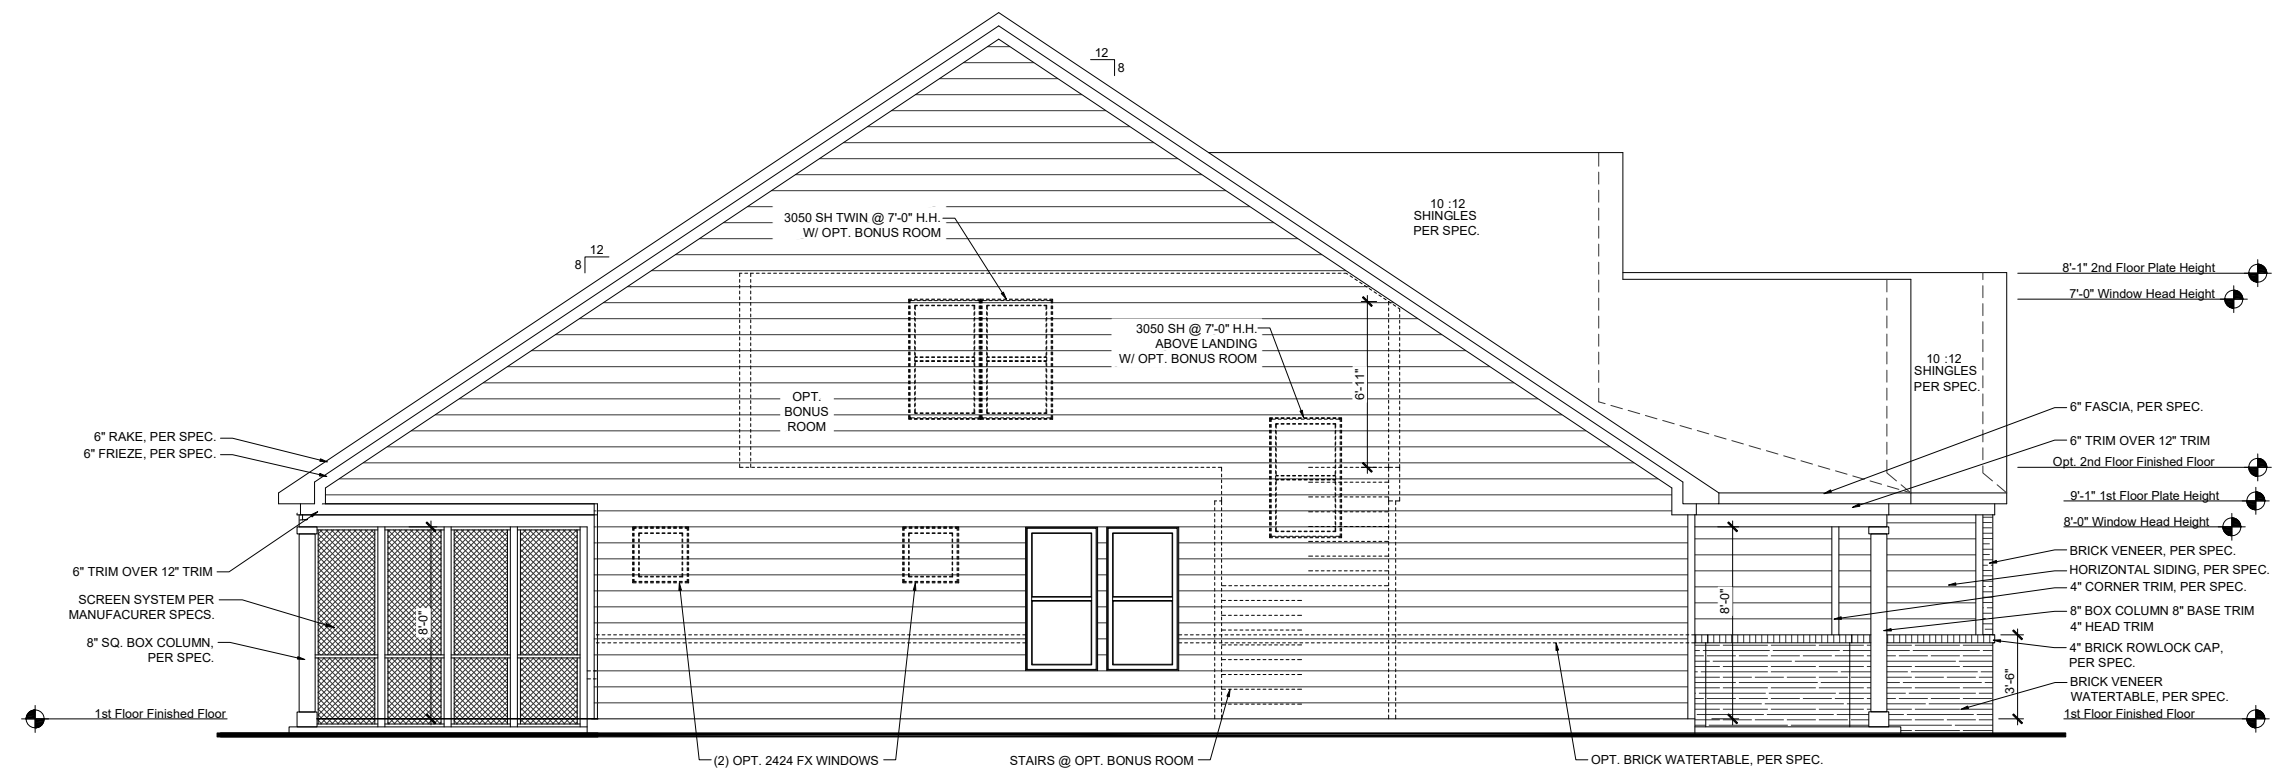 12
8
12
8
3050 SH TWIN @ 7'-0" H.H.
W/ OPT. BONUS ROOM
10 :12
SHINGLES
PER SPEC.
8'-1" 2nd Floor Plate Height
7'-0" Window Head Height
3050 SH @ 7'-0" H.H.
ABOVE LANDING
W/ OPT. BONUS ROOM
6'-11"
10 :12
SHINGLES
PER SPEC.
OPT.
BONUS
ROOM
6" RAKE, PER SPEC.
6" FRIEZE, PER SPEC.
6" FASCIA, PER SPEC.
6" TRIM OVER 12" TRIM
Opt. 2nd Floor Finished Floor
9'-1" 1st Floor Plate Height
8'-0" Window Head Height
6" TRIM OVER 12" TRIM
SCREEN SYSTEM PER
MANUFACURER SPECS.
8" SQ. BOX COLUMN,
PER SPEC.
8'-0"
8'-0"
BRICK VENEER, PER SPEC.
HORIZONTAL SIDING, PER SPEC.
4" CORNER TRIM, PER SPEC.
8" BOX COLUMN 8" BASE TRIM
4" HEAD TRIM
4" BRICK ROWLOCK CAP,
PER SPEC.
3'-6"
BRICK VENEER
WATERTABLE, PER SPEC.
1st Floor Finished Floor
1st Floor Finished Floor
(2) OPT. 2424 FX WINDOWS
STAIRS @ OPT. BONUS ROOM
OPT. BRICK WATERTABLE, PER SPEC.